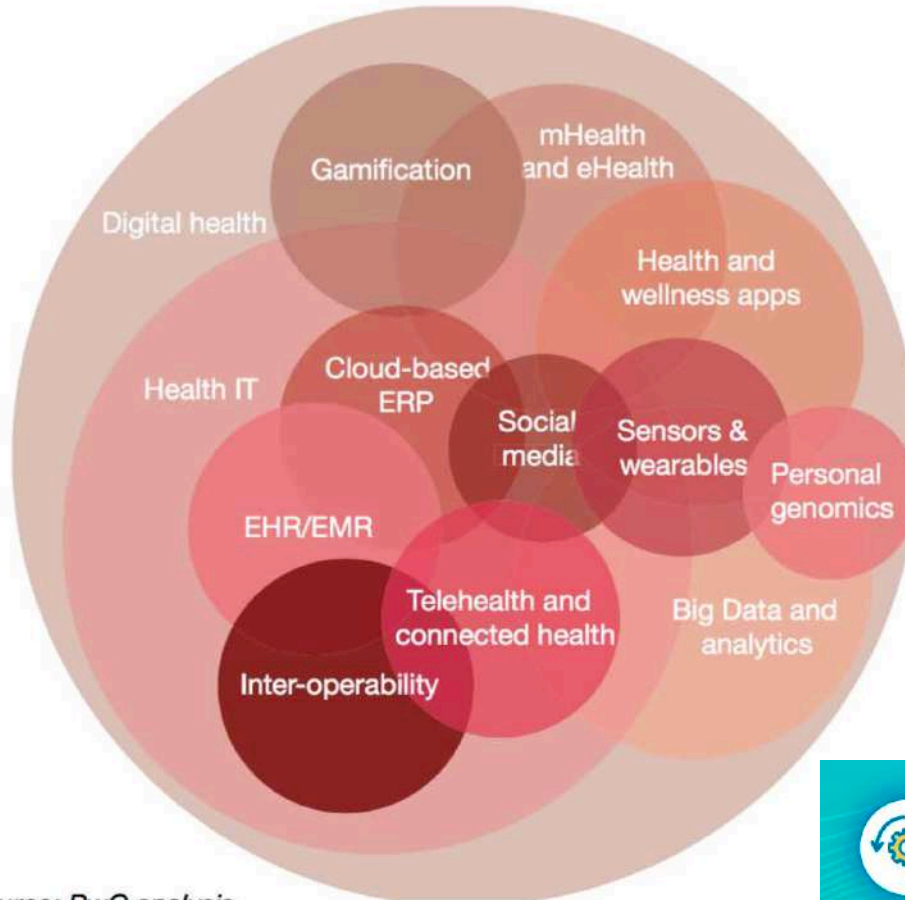 mHealth
and eHealth
Gamification
Digital health
Health and
wellness apps
Cloud-based
ERP
Health IT
Social
media
Sensors &
wearables
Personal
genomics
EHR/EMR
Telehealth and
connected health
Big Data and
analytics
Inter-operability